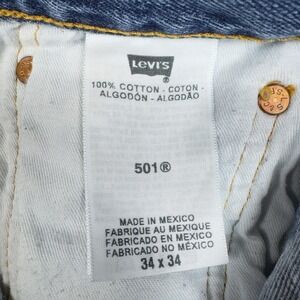 LEVI'S
100% COTTON - COTON -
ALGODÓN - ALGODÃO
501®
MADE IN MEXICO
FABRIQUE AU MEXIQUE
FABRICADO EN MEXICO
FABRICADO NO MÉXICO
34 x 34